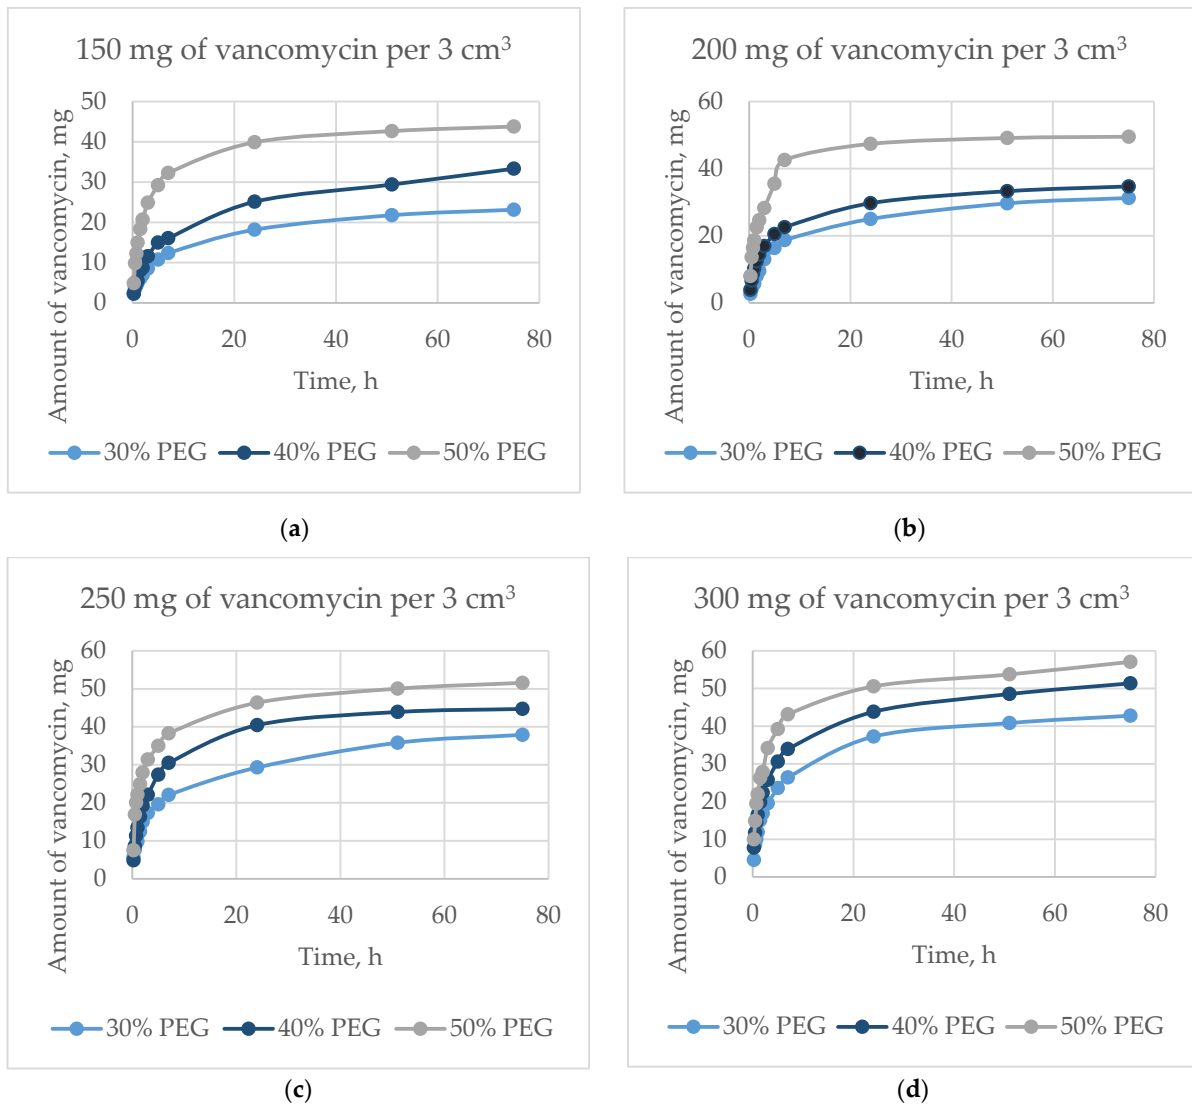 150 mg of vancomycin per 3 cm³
Amount of vancomycin, mg
50
40
30
20
10
0
0 20 40 60 80
Time, h
30% PEG 40% PEG 50% PEG
(a)
200 mg of vancomycin per 3 cm³
Amount of vancomycin, mg
60
40
20
0
0 20 40 60 80
Time, h
30% PEG 40% PEG 50% PEG
(b)
250 mg of vancomycin per 3 cm³
Amount of vancomycin, mg
60
50
40
30
20
10
0
0 20 40 60 80
Time, h
30% PEG 40% PEG 50% PEG
(c)
300 mg of vancomycin per 3 cm³
Amount of vancomycin, mg
60
50
40
30
20
10
0
0 20 40 60 80
Time, h
30% PEG 40% PEG 50% PEG
(d)